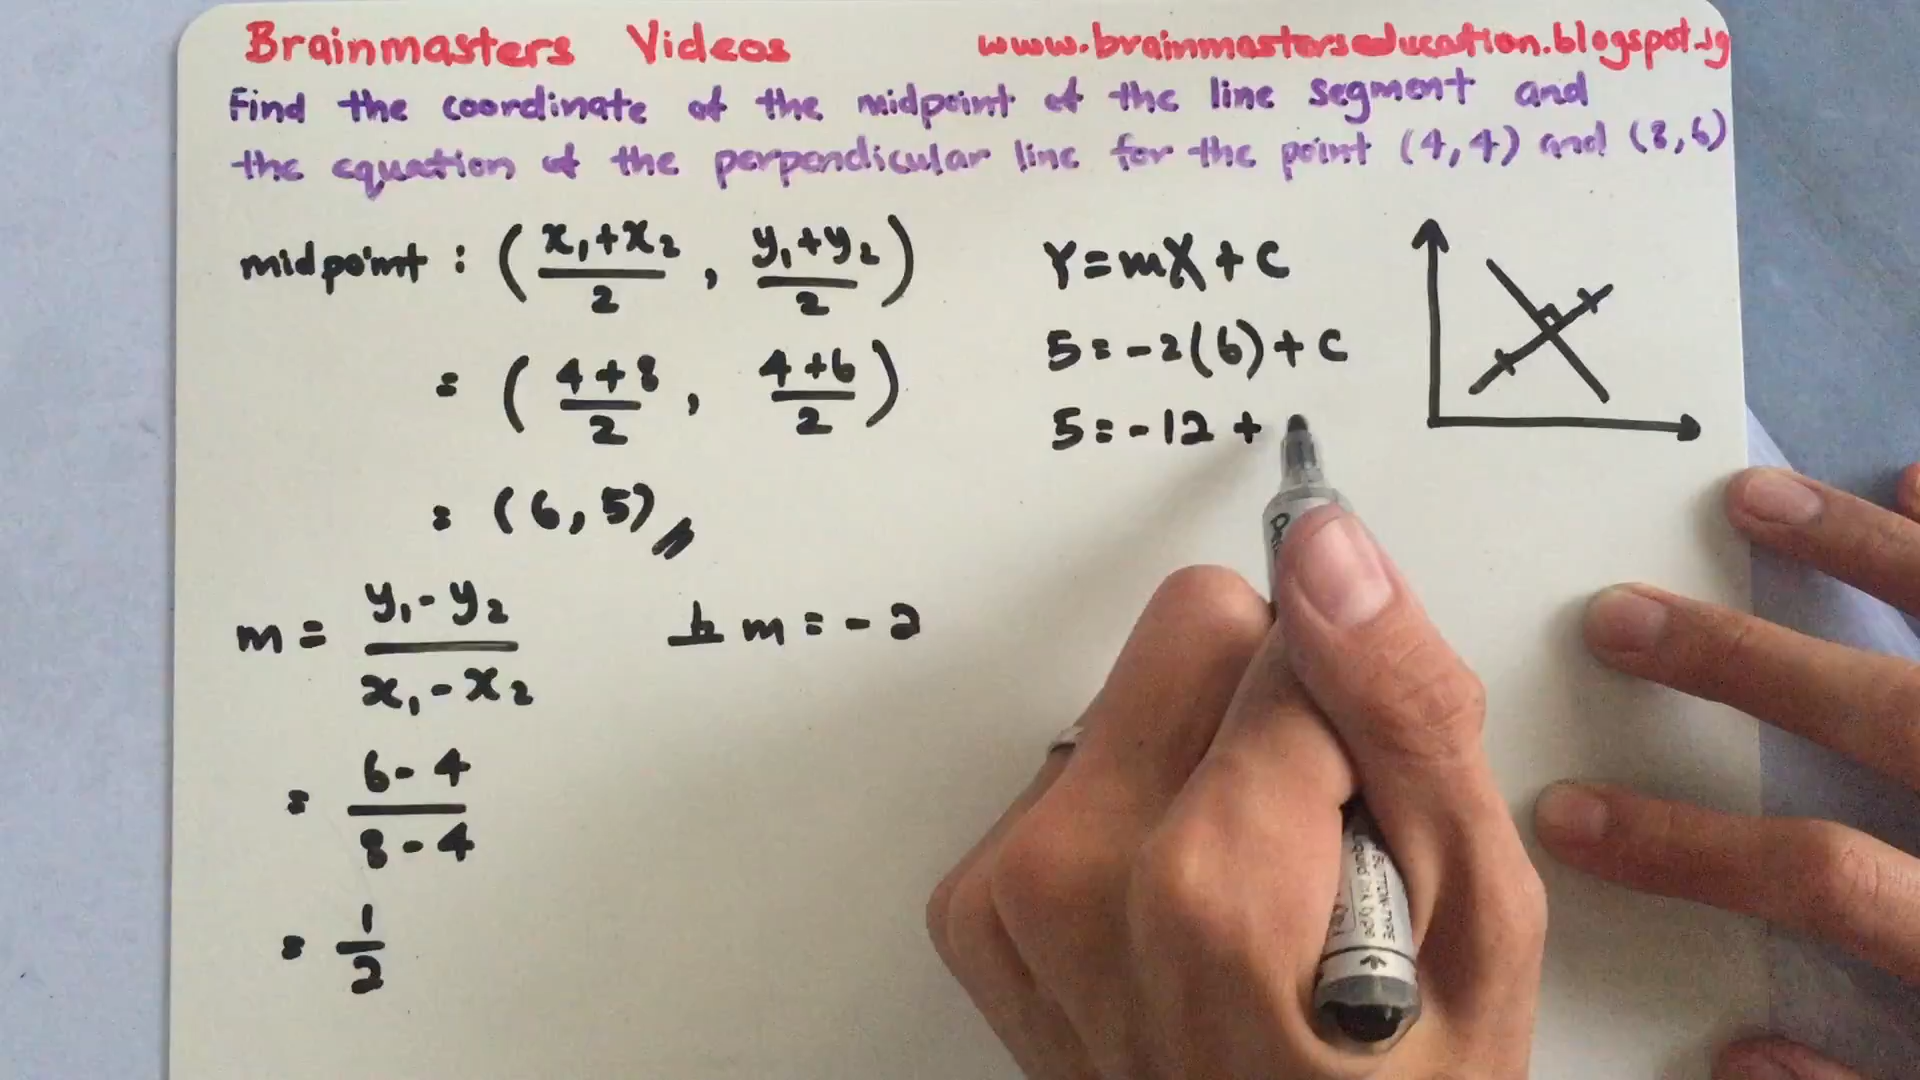 Brainmasters Videos www.brainmasterseducation.blogspot.sg
Find the coordinate of the midpoint of the line segment and
the equation of the perpendicular line for the point (4,4) and (8,6)
midpoint : (x₁+x₂/2 , y₁+y₂/2)
= (4+8/2 , 4+6/2)
= (6,5)
m = y₁-y₂/x₁-x₂
= 6-4/8-4
= 1/2
⊥ m = -2
Y=mX+C
5=-2(6)+C
5=-12+